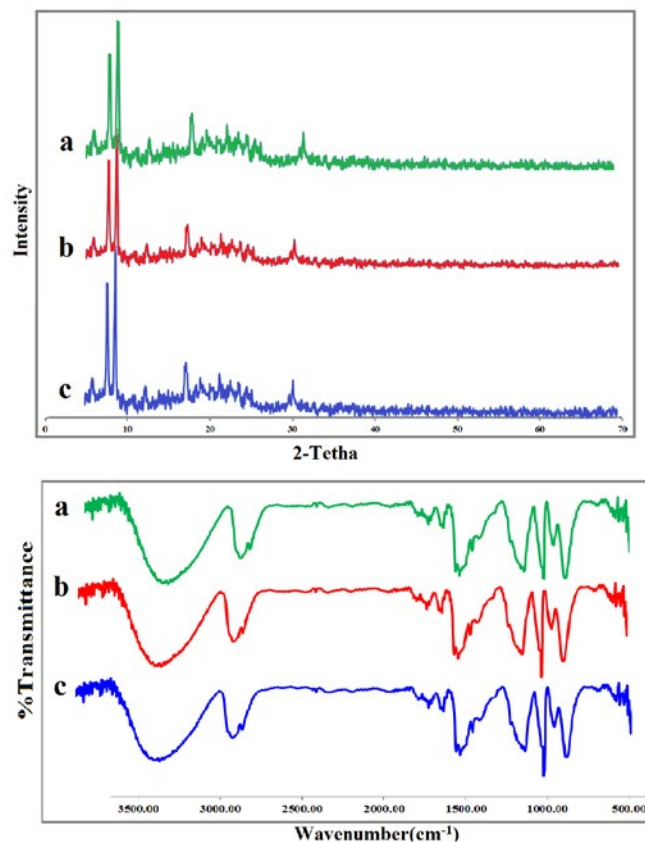 a
b
c
Intensity
0 10 20 30 40 50 60 70
2-Tetha
a
b
c
%Transmittance
3500.00 3000.00 2500.00 2000.00 1500.00 1000.00 500.00
Wavenumber(cm⁻¹)